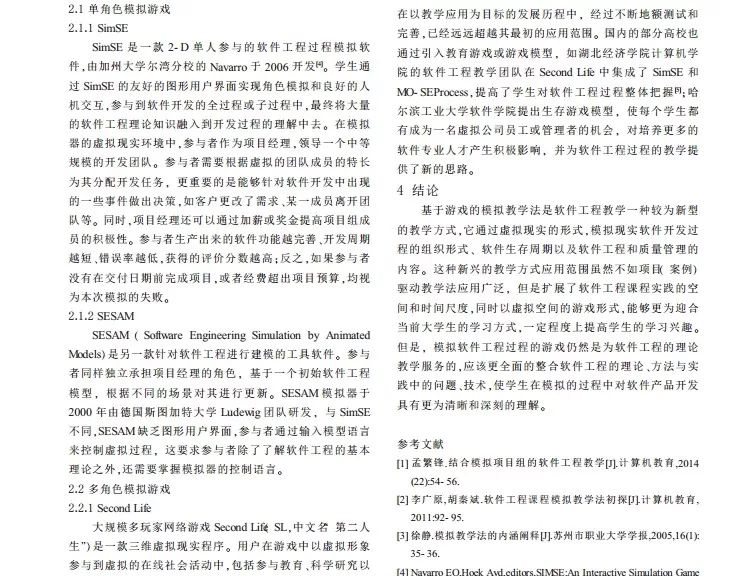 2.1 单角色模拟游戏
2.1.1 SimSE
SimSE 是一款 2-D 单人参与的软件工程过程模拟软
件,由加州大学尔湾分校的 Navarro 于 2006 开发[4]。学生通
过 SimSE 的友好的图形用户界面实现角色模拟和良好的人
机交互,参与到软件开发的全过程或子过程中,最终将大量
的软件工程理论知识融入到开发过程的理解中去。在模拟
器的虚拟现实环境中,参与者作为项目经理,领导一个中等
规模的开发团队。参与者需要根据虚拟的团队成员的特长
为其分配开发任务，更重要的是能够针对软件开发中出现
的一些事件做出决策,如客户更改了需求、某一成员离开团
队等。同时,项目经理还可以通过加薪或奖金提高项目组成
员的积极性。参与者生产出来的软件功能越完善、开发周期
越短、错误率越低,获得的评价分数越高;反之,如果参与者
没有在交付日期前完成项目,或者经费超出项目预算,均视
为本次模拟的失败。
2.1.2 SESAM
SESAM ( Software Engineering Simulation by Animated
Models)是另一款针对软件工程进行建模的工具软件。参与
者同样独立承担项目经理的角色，基于一个初始软件工程
模型，根据不同的场景对其进行更新。SESAM 模拟器于
2000 年由德国斯图加特大学 Ludewig 团队研发，与 SimSE
不同,SESAM 缺乏图形用户界面,参与者通过输入模型语言
来控制虚拟过程，这要求参与者除了了解软件工程的基本
理论之外,还需要掌握模拟器的控制语言。
2.2 多角色模拟游戏
2.2.1 Second Life
大规模多玩家网络游戏 Second Life( SL,中文名“第二人
生”)是一款三维虚拟现实程序。用户在游戏中以虚拟形象
参与到虚拟的在线社会活动中,包括参与教育、科学研究以
在以教学应用为目标的发展历程中，经过不断地额测试和
完善,已经远远超越其最初的应用范围。国内的部分高校也
通过引入教育游戏或游戏模型，如湖北经济学院计算机学
院的软件工程教学团队在 Second Life 中集成了 SimSE 和
MO-SEProcess,提高了学生对软件工程过程整体把握[5];哈
尔滨工业大学软件学院提出生存游戏模型，使每个学生都
有成为一名虚拟公司员工或管理者的机会，对培养更多的
软件专业人才产生积极影响，并为软件工程过程的教学提
供了新的思路。
4 结论
基于游戏的模拟教学法是软件工程教学一种较为新型
的教学方式,它通过虚拟现实的形式,模拟现实软件开发过
程的组织形式、软件生存周期以及软件工程和质量管理的
内容。这种新兴的教学方式应用范围虽然不如项目( 案例)
驱动教学法应用广泛，但是扩展了软件工程课程实践的空
间和时间尺度,同时以虚拟空间的游戏形式,能够更为迎合
当前大学生的学习方式,一定程度上提高学生的学习兴趣。
但是，模拟软件工程过程的游戏仍然是为软件工程的理论
教学服务的,应该更全面的整合软件工程的理论、方法与实
践中的问题、技术,使学生在模拟的过程中对软件产品开发
具有更为清晰和深刻的理解。
参考文献
[1] 孟繁锋.结合模拟项目组的软件工程教学[J].计算机教育,2014
(22):54-56.
[2] 李广原,胡秦斌.软件工程课程模拟教学法初探[J].计算机教育,
2011:92-95.
[3] 徐静.模拟教学法的内涵阐释[J].苏州市职业大学学报,2005,16(1):
35-36.
[4] Navarro EO,Hoek Avd,editors.SIMSE:An Interactive Simulation Game